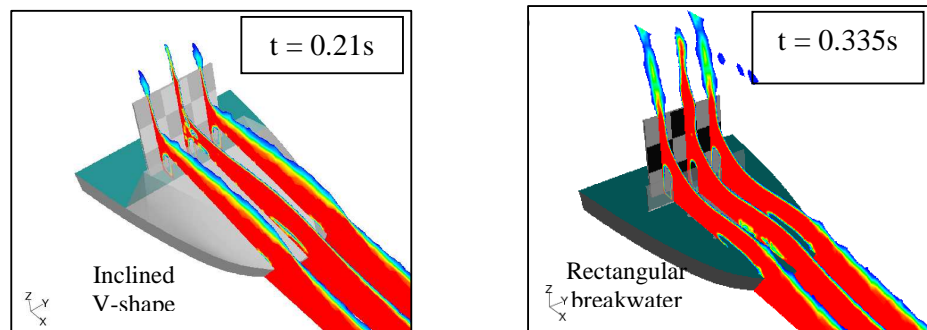 t = 0.21s
Inclined
V-shape
Z
Y
X
t = 0.335s
Rectangular
breakwater
Z
Y
X